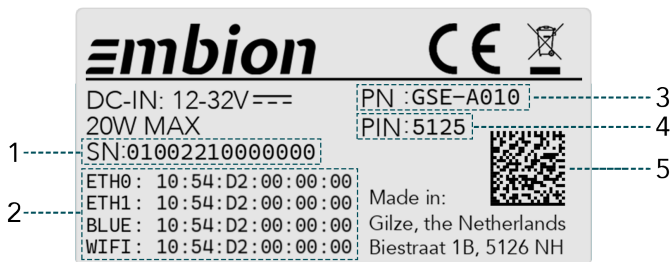 embion CE
DC-IN: 12-32V
20W MAX
SN:01002210000000
ETH0: 10:54:D2:00:00:00
ETH1: 10:54:D2:00:00:00
BLUE: 10:54:D2:00:00:00
WIFI: 10:54:D2:00:00:00
PN :GSE-A010
PIN:5125
Made in:
Gilze, the Netherlands
Biestraat 1B, 5126 NH
1
2
3
4
5